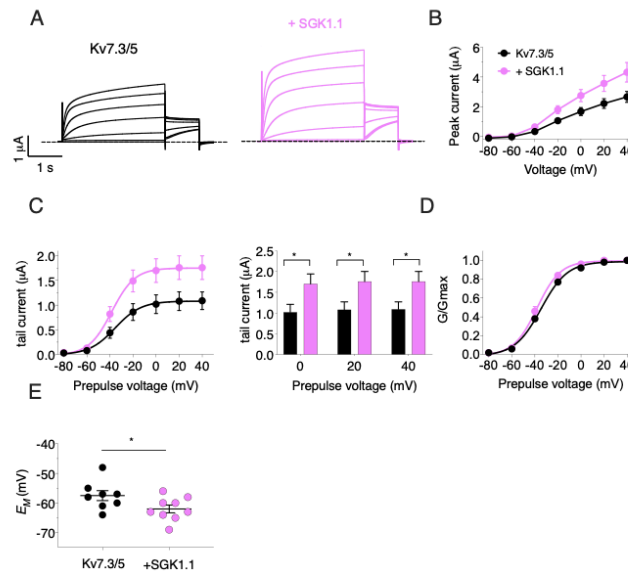 A
Kv7.3/5
+ SGK1.1
1 µA
1 s
B
Kv7.3/5
+ SGK1.1
Peak current (µA)
6
4
2
0
-80 -60 -40 -20 0 20 40
Voltage (mV)
C
tail current (µA)
2.0
1.5
1.0
0.5
0.0
-80 -60 -40 -20 0 20 40
Prepulse voltage (mV)
tail current (µA)
2.5
2.0
1.5
1.0
0.5
0.0
* * *
0 20 40
Prepulse voltage (mV)
D
G/Gmax
1.0
0.8
0.6
0.4
0.2
0.0
-80 -60 -40 -20 0 20 40
Prepulse voltage (mV)
E
E_M (mV)
-40
-50
-60
-70
*
Kv7.3/5 +SGK1.1